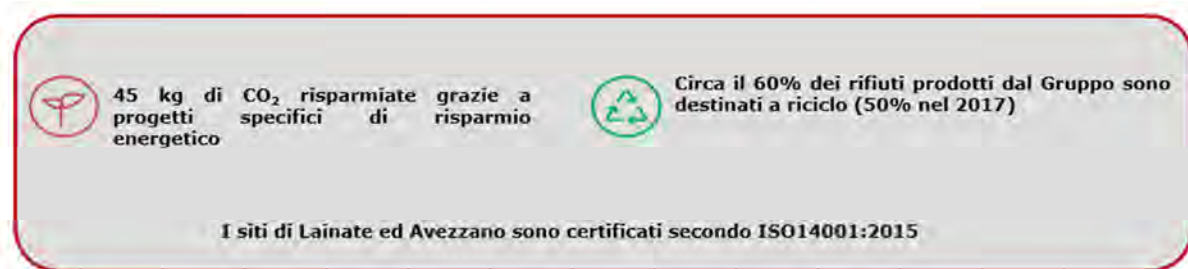 45 kg di CO₂ risparmiate grazie a
progetti specifici di risparmio
energetico
Circa il 60% dei rifiuti prodotti dal Gruppo sono
destinati a riciclo (50% nel 2017)
I siti di Lainate ed Avezzano sono certificati secondo ISO14001:2015